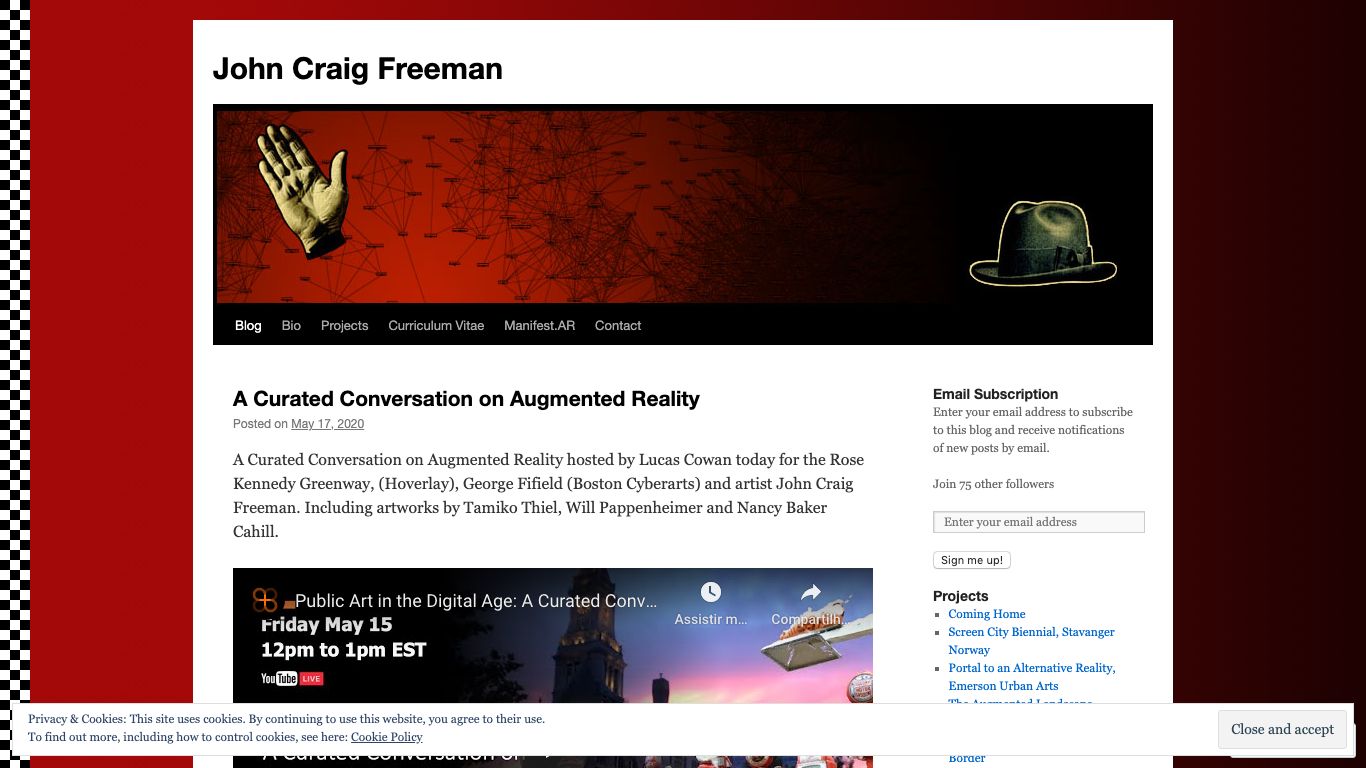 John Craig Freeman
Blog Bio Projects Curriculum Vitae Manifest.AR Contact
A Curated Conversation on Augmented Reality
Posted on May 17, 2020
A Curated Conversation on Augmented Reality hosted by Lucas Cowan today for the Rose
Kennedy Greenway, (Hoverlay), George Fifield (Boston Cyberarts) and artist John Craig
Freeman. Including artworks by Tamiko Thiel, Will Pappenheimer and Nancy Baker
Cahill.
Public Art in the Digital Age: A Curated Conv...
Assistir m...
Compartilh...
Friday May 15
12pm to 1pm EST
YouTube LIVE
A Curated Conversation on
Email Subscription
Enter your email address to subscribe
to this blog and receive notifications
of new posts by email.
Join 75 other followers
Enter your email address
Sign me up!
Projects
Coming Home
Screen City Biennial, Stavanger
Norway
Portal to an Alternative Reality,
Emerson Urban Arts
The Augmented Landscape
Border
Privacy & Cookies: This site uses cookies. By continuing to use this website, you agree to their use.
To find out more, including how to control cookies, see here: Cookie Policy
Close and accept